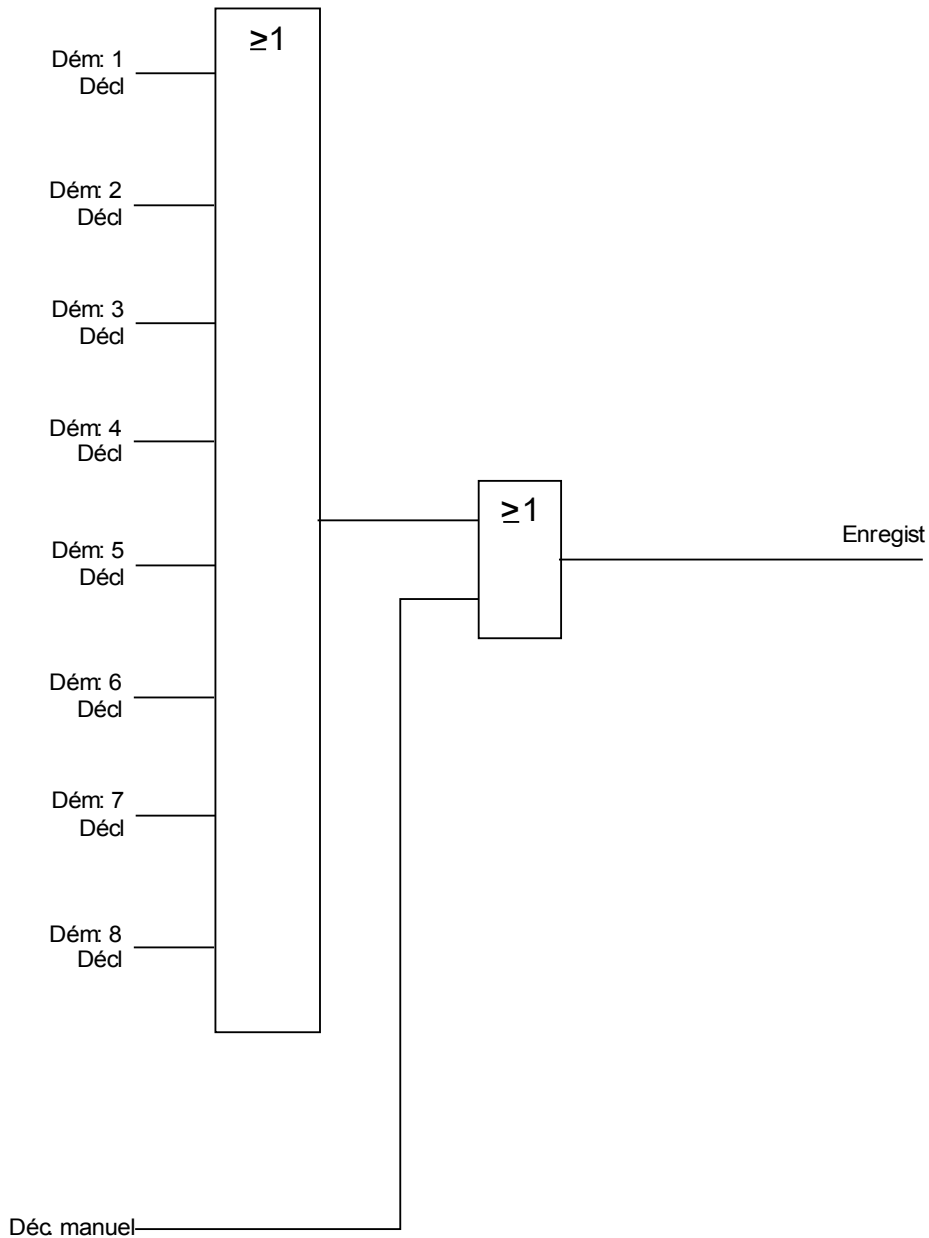 ≥1
Dém: 1
Décl
Dém: 2
Décl
Dém: 3
Décl
Dém: 4
Décl
≥1
Enregist
Dém: 5
Décl
Dém: 6
Décl
Dém: 7
Décl
Dém: 8
Décl
Déc. manuel